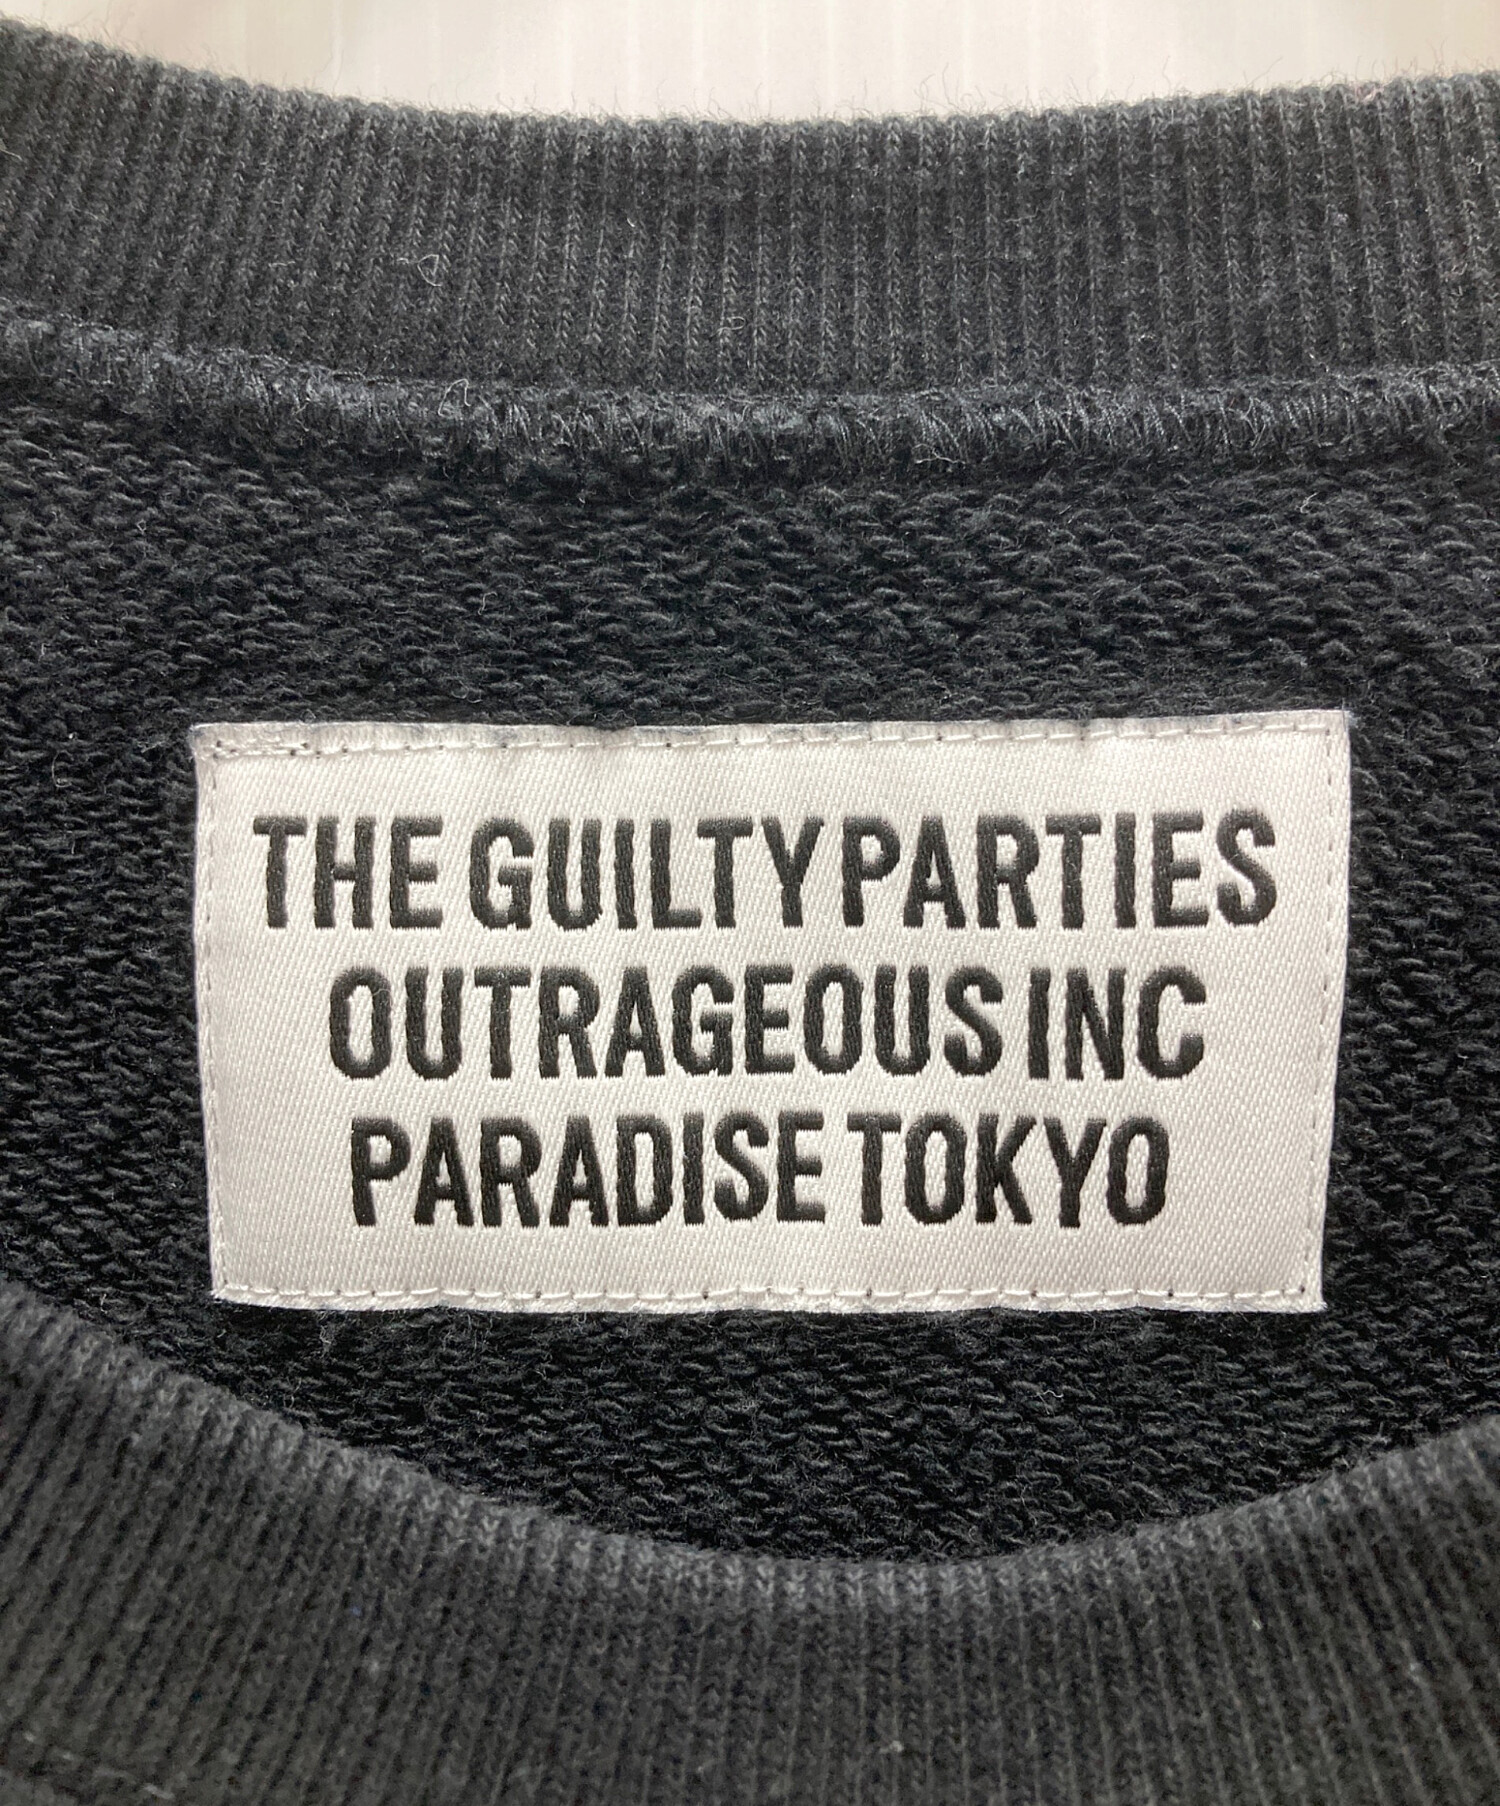 THE GUILTY PARTIES
OUTRAGEOUS INC
PARADISE TOKYO